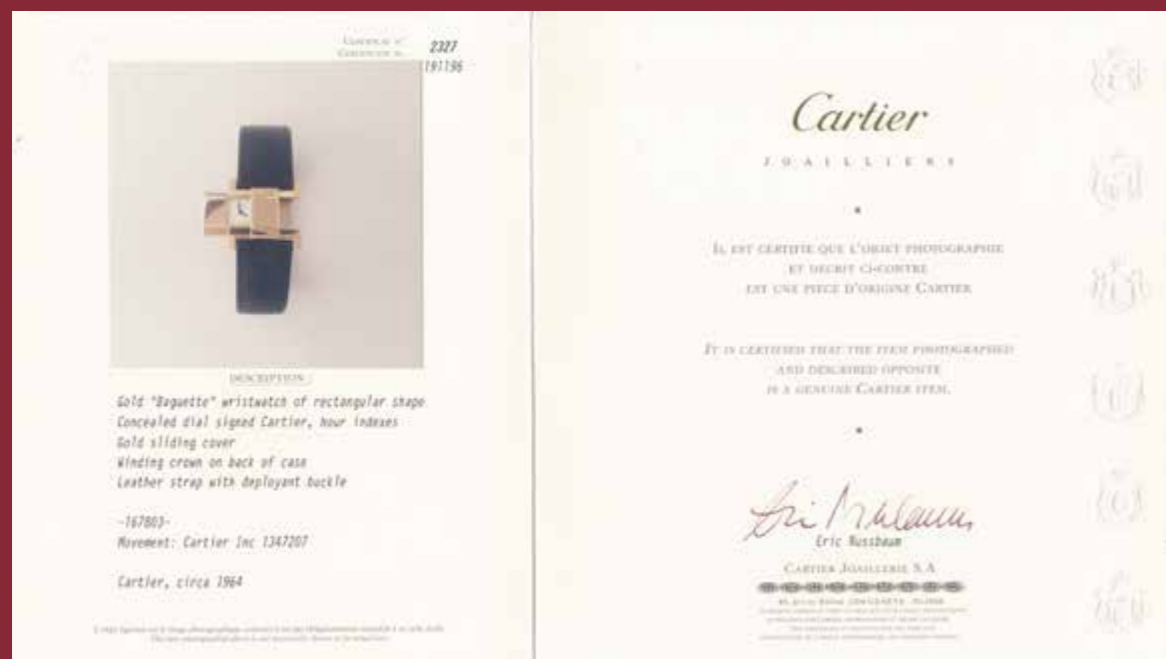 CERTIFICAT N°
CERTIFICATE N.
2327
191196
DESCRIPTION
Gold "Baguette" wristwatch of rectangular shape
Concealed dial signed Cartier, hour indexes
Gold sliding cover
Winding crown on back of case
Leather strap with deployant buckle
-167803-
Movement: Cartier Inc 1347207
Cartier, circa 1964
Cartier
JOAILLIERS
IL EST CERTIFIE QUE L'OBJET PHOTOGRAPHIE
ET DECRIT CI-CONTRE
EST UNE PIECE D'ORIGINE CARTIER
IT IS CERTIFIED THAT THE ITEM PHOTOGRAPHED
AND DESCRIBED OPPOSITE
IS A GENUINE CARTIER ITEM.
Eric Nussbaum
CARTIER JOAILLERIE S.A